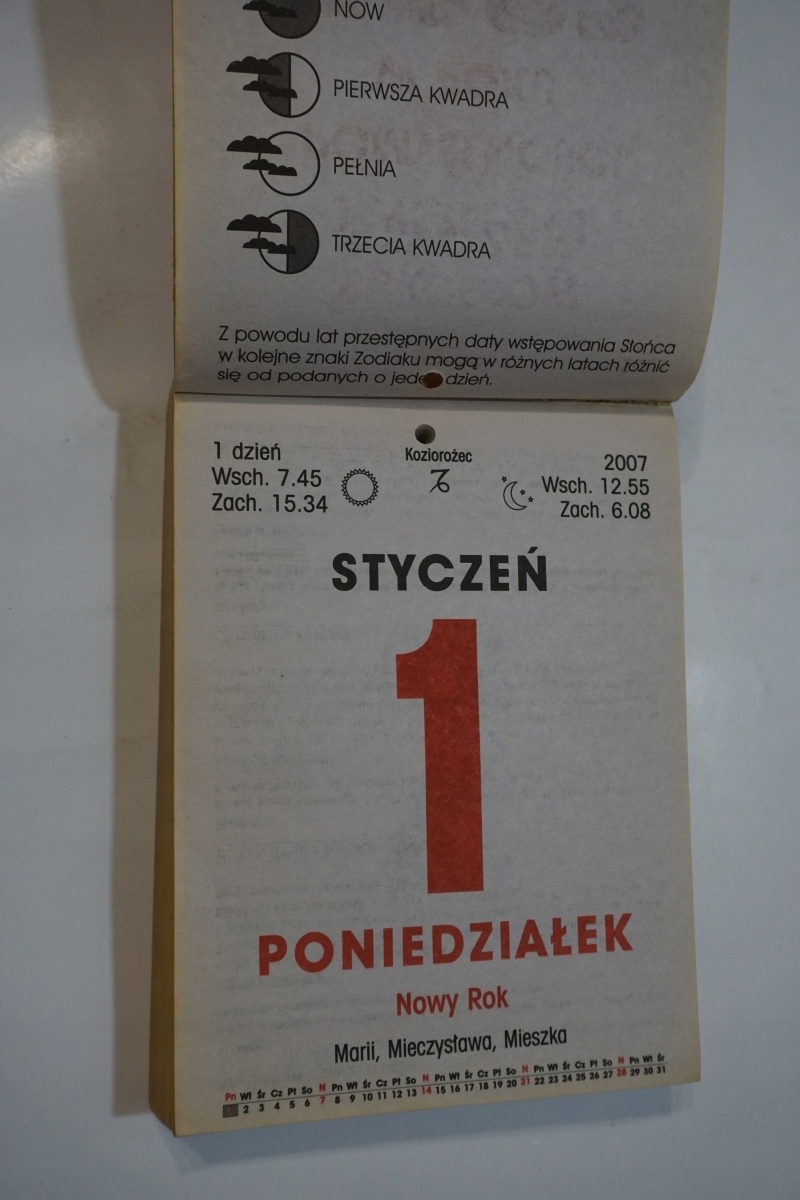 NÓW
PIERWSZA KWADRA
PEŁNIA
TRZECIA KWADRA
Z powodu lat przestępnych daty wstępowania Słońca
w kolejne znaki Zodiaku mogą w różnych latach różnić
się od podanych o jeden dzień.
1 dzień
Wsch. 7.45
Zach. 15.34
Koziorożec
2007
Wsch. 12.55
Zach. 6.08
STYCZEŃ
1
PONIEDZIAŁEK
Nowy Rok
Marii, Mieczysława, Mieszka
Pn Wt Śr Cz Pt So N Pn Wt Śr Cz Pt So N Pn Wt Śr Cz Pt So N Pn Wt Śr Cz Pt So N Pn Wt Śr
1 2 3 4 5 6 7 8 9 10 11 12 13 14 15 16 17 18 19 20 21 22 23 24 25 26 27 28 29 30 31